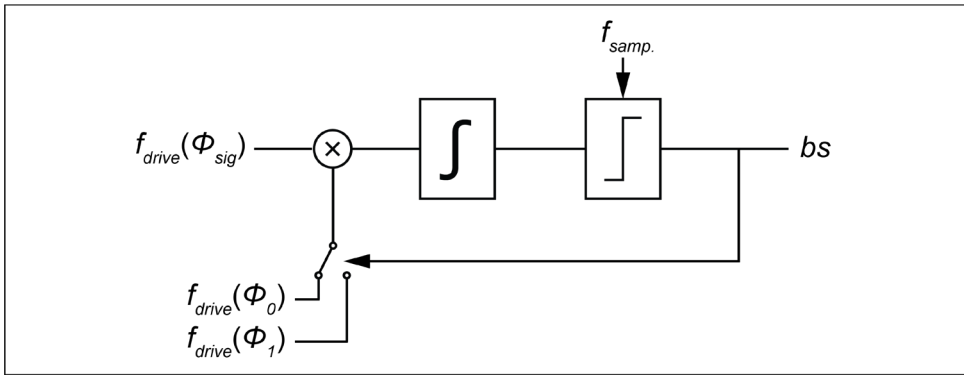 f_samp.
f_drive(Φ_sig)
×
∫
bs
f_drive(Φ_0)
f_drive(Φ_1)